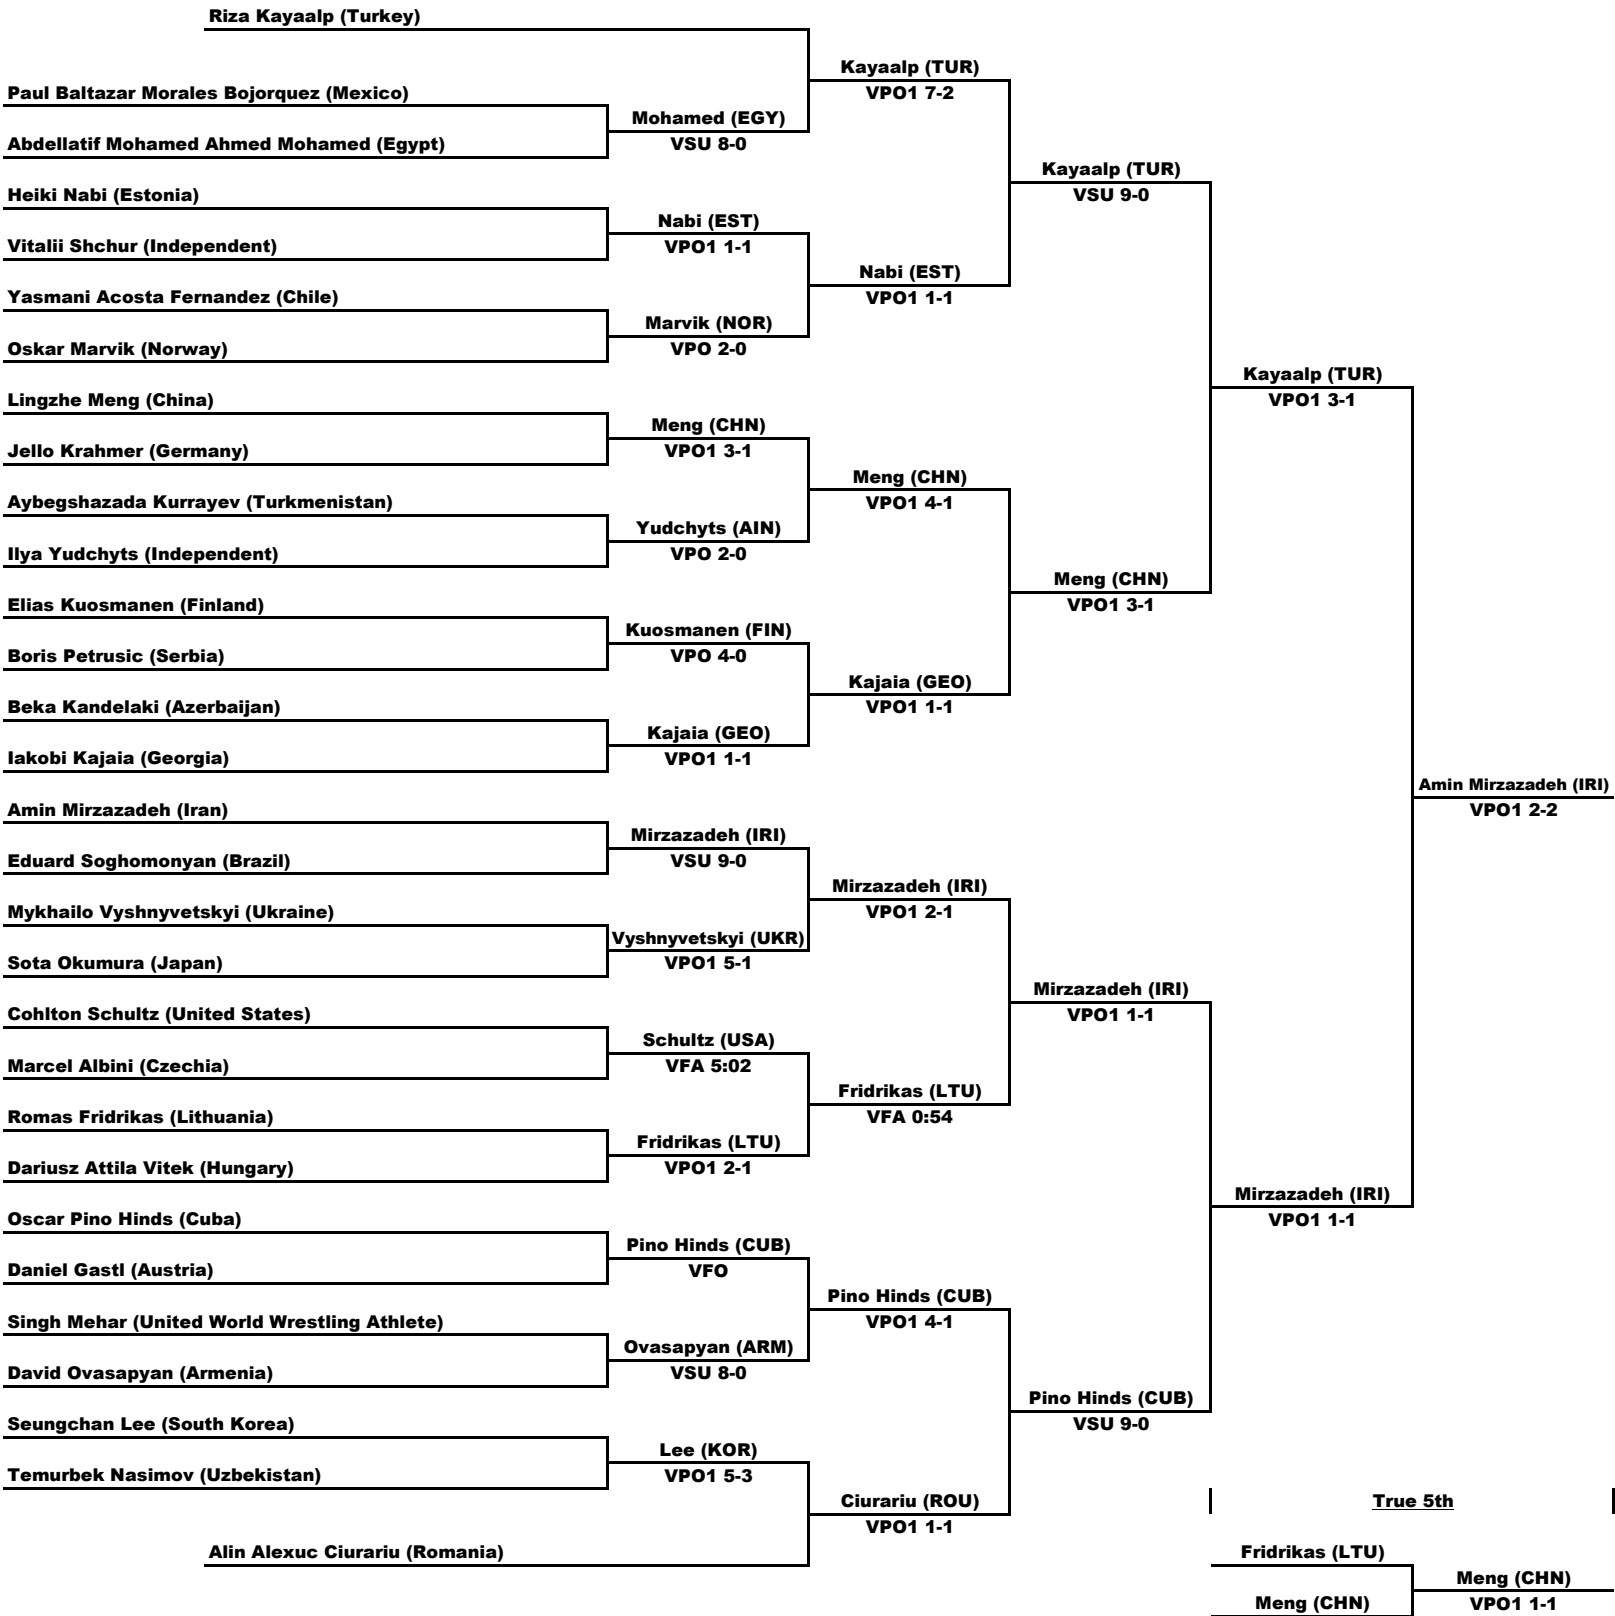 Riza Kayaalp (Turkey)
Kayaalp (TUR)
VPO1 7-2
Paul Baltazar Morales Bojorquez (Mexico)
Mohamed (EGY)
VSU 8-0
Abdellatif Mohamed Ahmed Mohamed (Egypt)
Kayaalp (TUR)
VSU 9-0
Heiki Nabi (Estonia)
Nabi (EST)
VPO1 1-1
Vitalii Shchur (Independent)
Nabi (EST)
VPO1 1-1
Yasmani Acosta Fernandez (Chile)
Marvik (NOR)
VPO 2-0
Oskar Marvik (Norway)
Kayaalp (TUR)
VPO1 3-1
Lingzhe Meng (China)
Meng (CHN)
VPO1 3-1
Jello Krahmer (Germany)
Meng (CHN)
VPO1 4-1
Aybegshazada Kurrayev (Turkmenistan)
Yudchyts (AIN)
VPO 2-0
Ilya Yudchyts (Independent)
Meng (CHN)
VPO1 3-1
Elias Kuosmanen (Finland)
Kuosmanen (FIN)
VPO 4-0
Boris Petrusic (Serbia)
Kajaia (GEO)
VPO1 1-1
Beka Kandelaki (Azerbaijan)
Kajaia (GEO)
VPO1 1-1
Iakobi Kajaia (Georgia)
Amin Mirzazadeh (IRI)
VPO1 2-2
Amin Mirzazadeh (Iran)
Mirzazadeh (IRI)
VSU 9-0
Eduard Soghomonyan (Brazil)
Mirzazadeh (IRI)
VPO1 2-1
Mykhailo Vyshnyvetskyi (Ukraine)
Vyshnyvetskyi (UKR)
VPO1 5-1
Sota Okumura (Japan)
Mirzazadeh (IRI)
VPO1 1-1
Cohlton Schultz (United States)
Schultz (USA)
VFA 5:02
Marcel Albini (Czechia)
Fridrikas (LTU)
VFA 0:54
Romas Fridrikas (Lithuania)
Fridrikas (LTU)
VPO1 2-1
Dariusz Attila Vitek (Hungary)
Mirzazadeh (IRI)
VPO1 1-1
Oscar Pino Hinds (Cuba)
Pino Hinds (CUB)
VFO
Daniel Gastl (Austria)
Pino Hinds (CUB)
VPO1 4-1
Singh Mehar (United World Wrestling Athlete)
Ovasapyan (ARM)
VSU 8-0
David Ovasapyan (Armenia)
Pino Hinds (CUB)
VSU 9-0
Seungchan Lee (South Korea)
Lee (KOR)
VPO1 5-3
Temurbek Nasimov (Uzbekistan)
Ciurariu (ROU)
VPO1 1-1
Alin Alexuc Ciurariu (Romania)
True 5th
Fridrikas (LTU)
Meng (CHN)
Meng (CHN)
VPO1 1-1